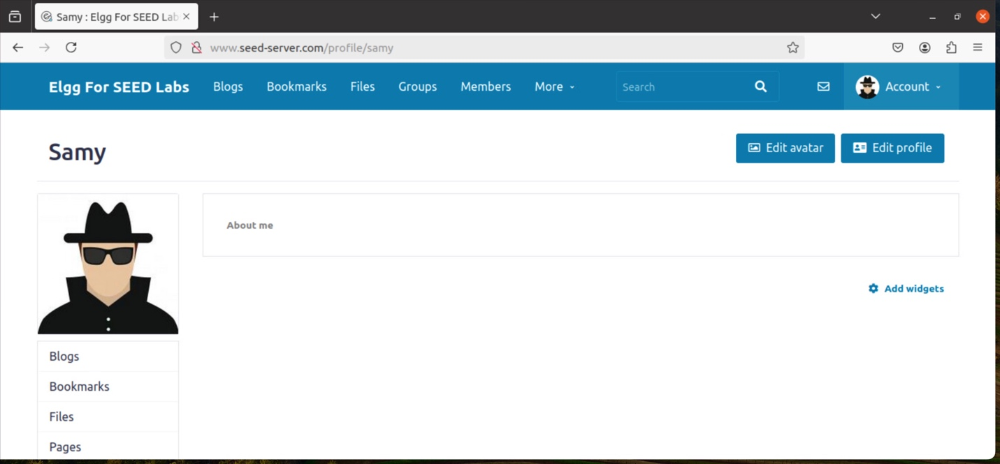 Samy : Elgg For SEED Lab
www.seed-server.com/profile/samy
Elgg For SEED Labs Blogs Bookmarks Files Groups Members More Search Account
Samy Edit avatar Edit profile
About me
Add widgets
Blogs
Bookmarks
Files
Pages